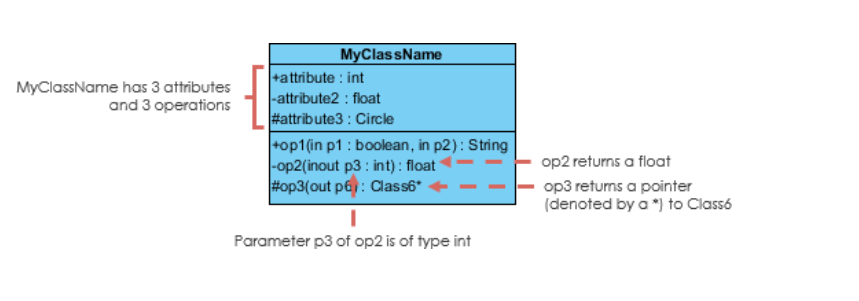 MyClassName
MyClassName has 3 attributes
and 3 operations
+attribute : int
-attribute2 : float
#attribute3 : Circle
+op1(in p1 : boolean, in p2) : String
-op2(inout p3 : int) : float
#op3(out p6) : Class6*
op2 returns a float
op3 returns a pointer
(denoted by a *) to Class6
Parameter p3 of op2 is of type int